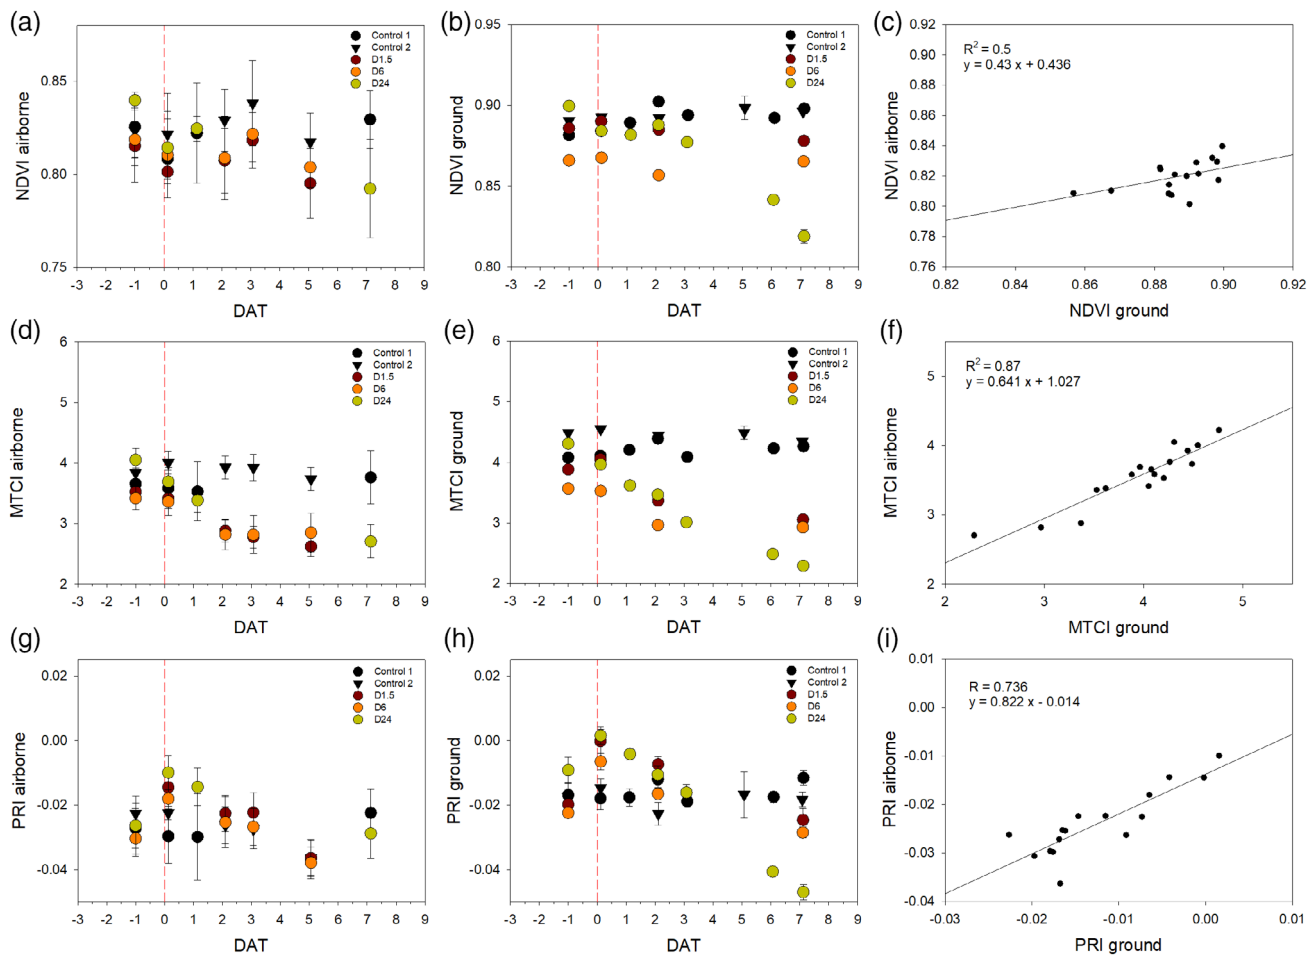 (a)
0.85
0.80
0.75
NDVI airborne
-3 -2 -1 0 1 2 3 4 5 6 7 8 9
DAT
Control 1
Control 2
D1.5
D6
D24
(b)
0.95
0.90
0.85
0.80
NDVI ground
-3 -2 -1 0 1 2 3 4 5 6 7 8 9
DAT
Control 1
Control 2
D1.5
D6
D24
(c)
0.92
0.90
0.88
0.86
0.84
0.82
0.80
0.78
0.76
NDVI airborne
R2 = 0.5
y = 0.43 x + 0.436
0.82 0.84 0.86 0.88 0.90 0.92
NDVI ground
(d)
6
5
4
3
2
MTCI airborne
-3 -2 -1 0 1 2 3 4 5 6 7 8 9
DAT
Control 1
Control 2
D1.5
D6
D24
(e)
6
5
4
3
2
MTCI ground
-3 -2 -1 0 1 2 3 4 5 6 7 8 9
DAT
Control 1
Control 2
D1.5
D6
D24
(f)
5
4
3
2
MTCI airborne
R2 = 0.87
y = 0.641 x + 1.027
2 3 4 5
MTCI ground
(g)
0.02
0.00
-0.02
-0.04
PRI airborne
-3 -2 -1 0 1 2 3 4 5 6 7 8 9
DAT
Control 1
Control 2
D1.5
D6
D24
(h)
0.02
0.00
-0.02
-0.04
PRI ground
-3 -2 -1 0 1 2 3 4 5 6 7 8 9
DAT
Control 1
Control 2
D1.5
D6
D24
(i)
0.01
0.00
-0.01
-0.02
-0.03
-0.04
PRI airborne
R = 0.736
y = 0.822 x - 0.014
-0.03 -0.02 -0.01 0.00 0.01
PRI ground